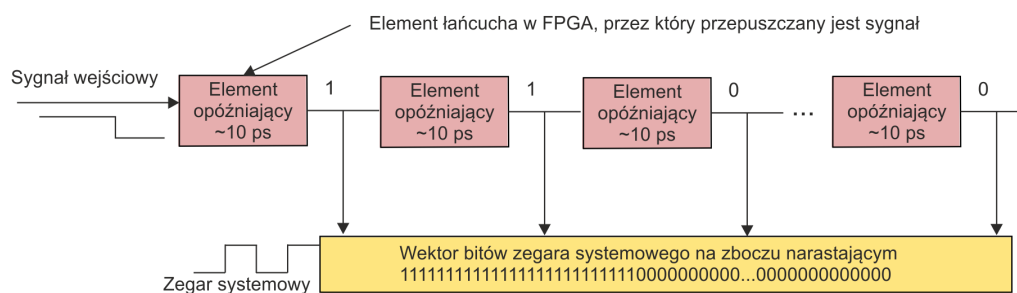 Element łańcucha w FPGA, przez który przepuszczany jest sygnał
Sygnał wejściowy
Element
opóźniający
~10 ps
1
Element
opóźniający
~10 ps
1
Element
opóźniający
~10 ps
0
...
Element
opóźniający
~10 ps
0
Wektor bitów zegara systemowego na zboczu narastającym
111111111111111111111111110000000000...0000000000000
Zegar systemowy